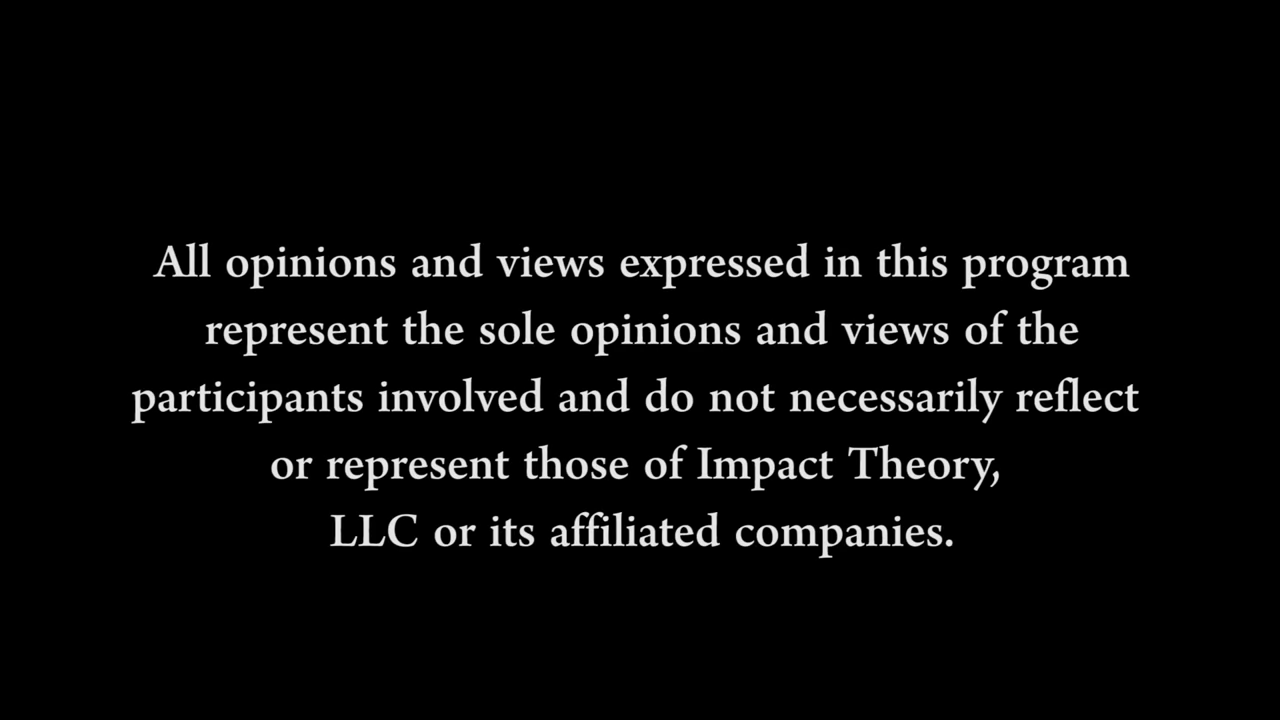 All opinions and views expressed in this program
represent the sole opinions and views of the
participants involved and do not necessarily reflect
or represent those of Impact Theory,
LLC or its affiliated companies.